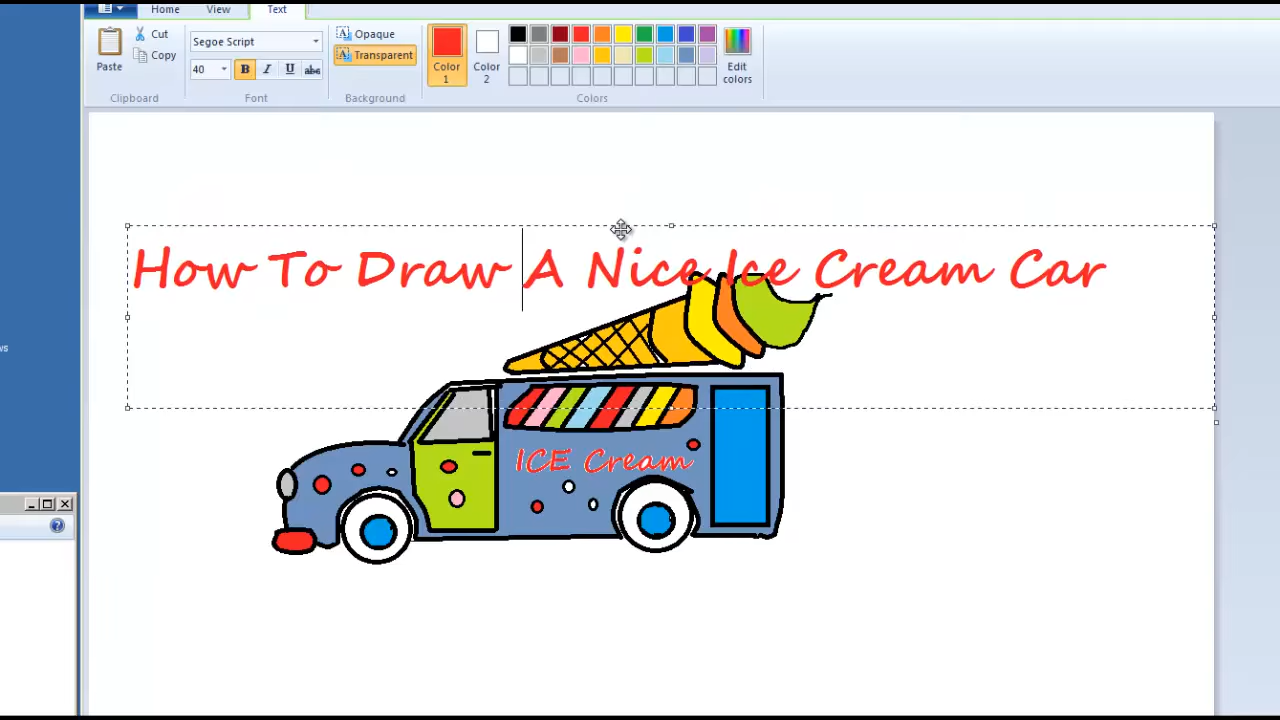 Home View Text
Cut
Copy
Paste
Clipboard
Segoe Script
40 B I U abc
Font
Opaque
Transparent
Background
Color 1
Color 2
Edit colors
Colors
How To Draw A Nice Ice Cream Car
ICE Cream
ws